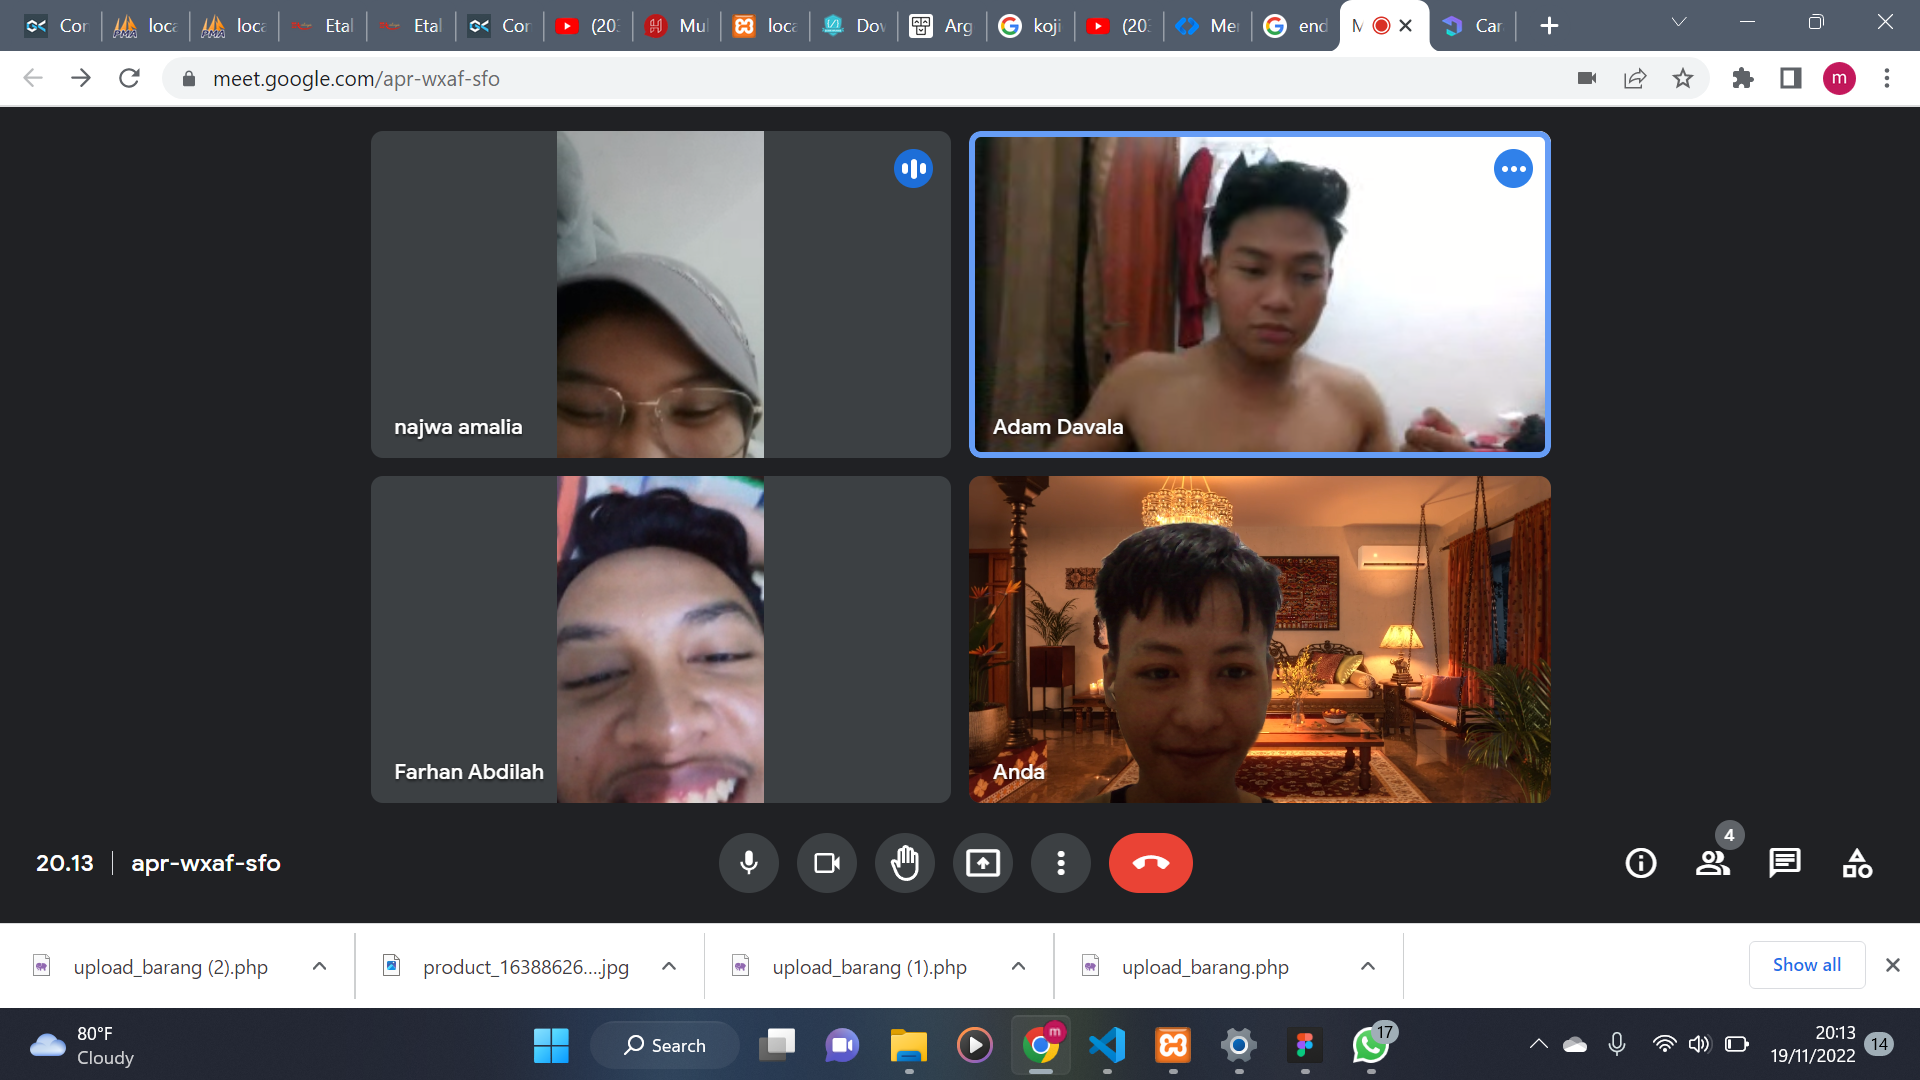 Cor
loca
loca
Etal
Etal
Cor
(20
Mul
loca
Dov
Arg
koji
(20
Mer
end
M
Car
meet.google.com/apr-wxaf-sfo
m
najwa amalia
Adam Davala
Farhan Abdilah
Anda
20.13
apr-wxaf-sfo
4
upload_barang (2).php
product_16388626....jpg
upload_barang (1).php
upload_barang.php
Show all
80°F
Cloudy
Search
m
17
20:13
19/11/2022
14